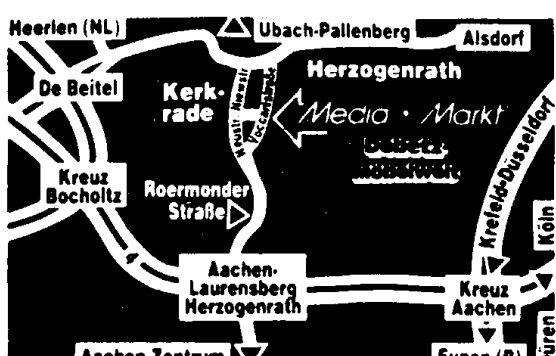 Heerlen (NL)
Ubach-Pallenberg
Alsdorf
De Beitel
Kerk-
rade
Herzogenrath
Media · Markt
Kreuz
Bocholtz
Roermonder
Straße
Krefeld-Düsseldorf
Köln
4
Aachen-
Laurensberg
Herzogenrath
Kreuz
Aachen
Aachen Zentrum
Eupen (B)